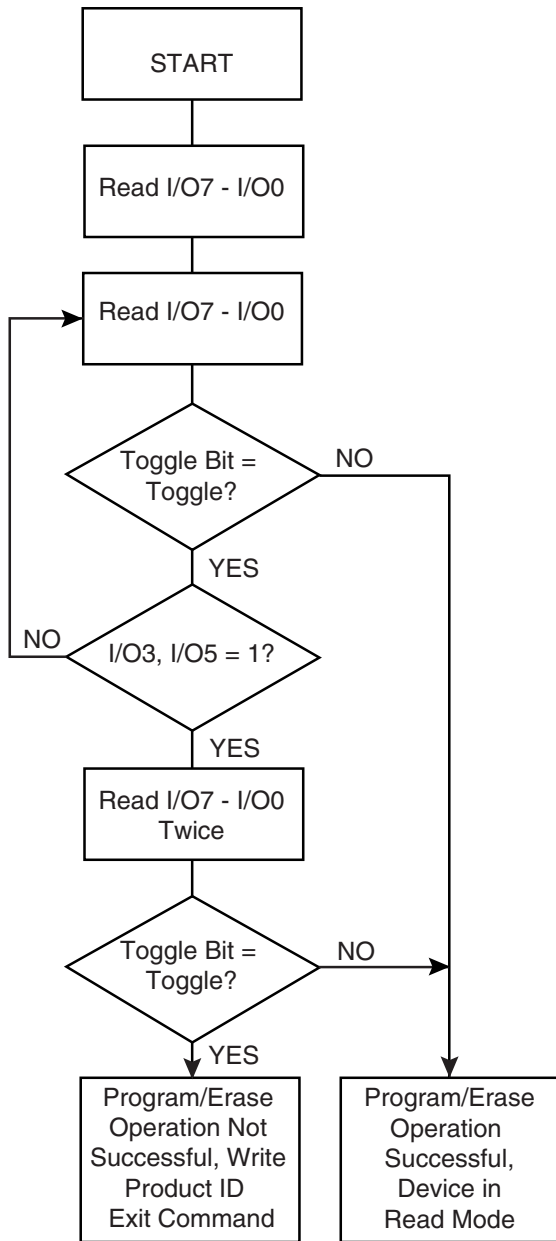 START
Read I/O7 - I/O0
Read I/O7 - I/O0
Toggle Bit =
Toggle?
NO
YES
NO
I/O3, I/O5 = 1?
YES
Read I/O7 - I/O0
Twice
Toggle Bit =
Toggle?
NO
YES
Program/Erase
Operation Not
Successful, Write
Product ID
Exit Command
Program/Erase
Operation
Successful,
Device in
Read Mode